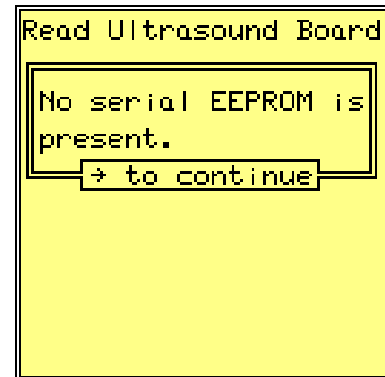 Read Ultrasound Board
No serial EEPROM is
present.
→ to continue